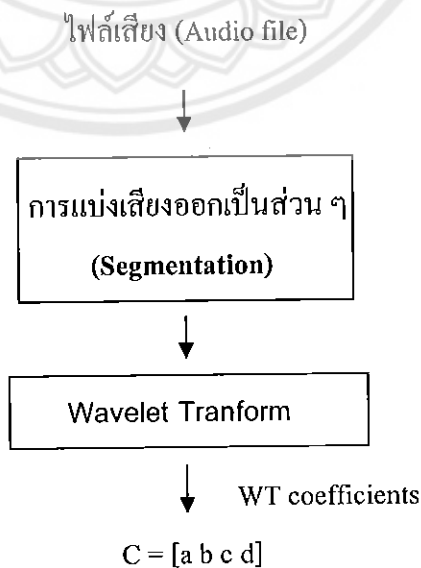 ไฟล์เสียง (Audio file)
การแบ่งเสียงออกเป็นส่วน ๆ
(Segmentation)
Wavelet Tranform
WT coefficients
C = [a b c d]